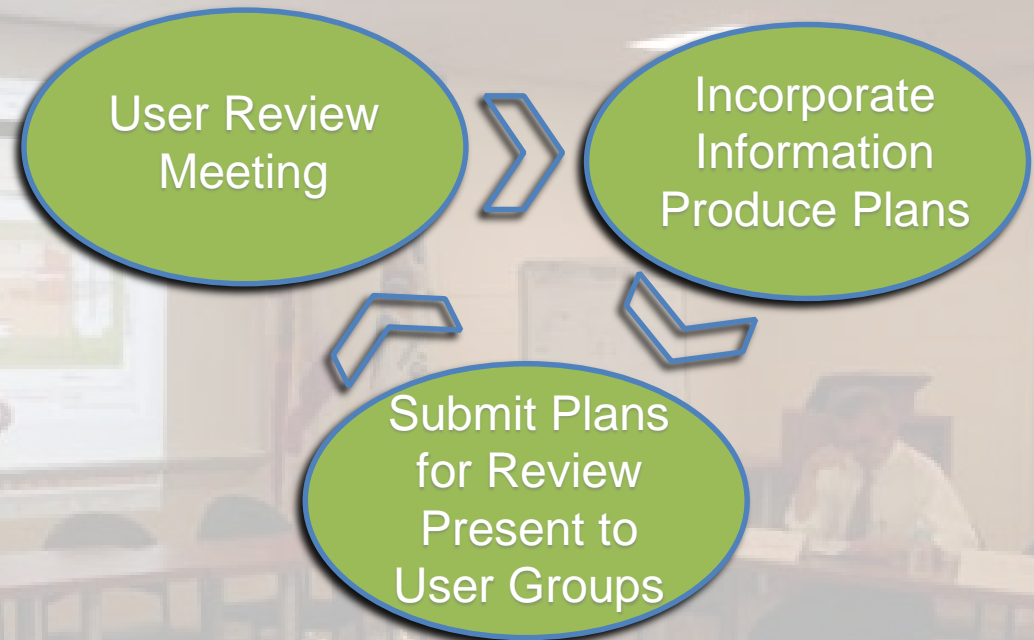 User Review
Meeting
Incorporate
Information
Produce Plans
Submit Plans
for Review
Present to
User Groups